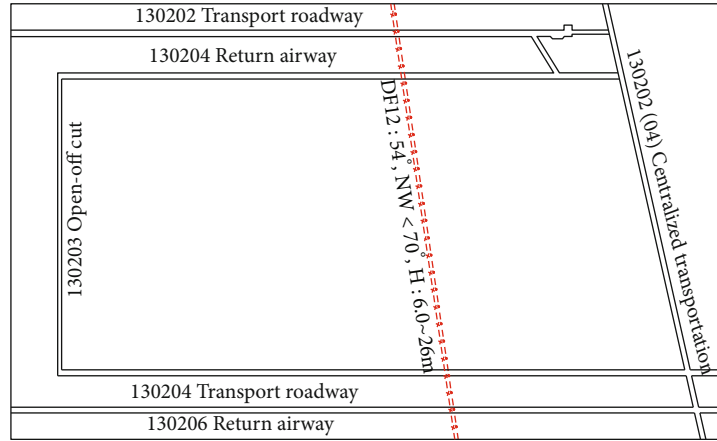 130202 Transport roadway
130204 Return airway
130203 Open-off cut
DF12 : 54°, NW < 70°, H : 6.0~26m
130202 (04) Centralized transportation
130204 Transport roadway
130206 Return airway